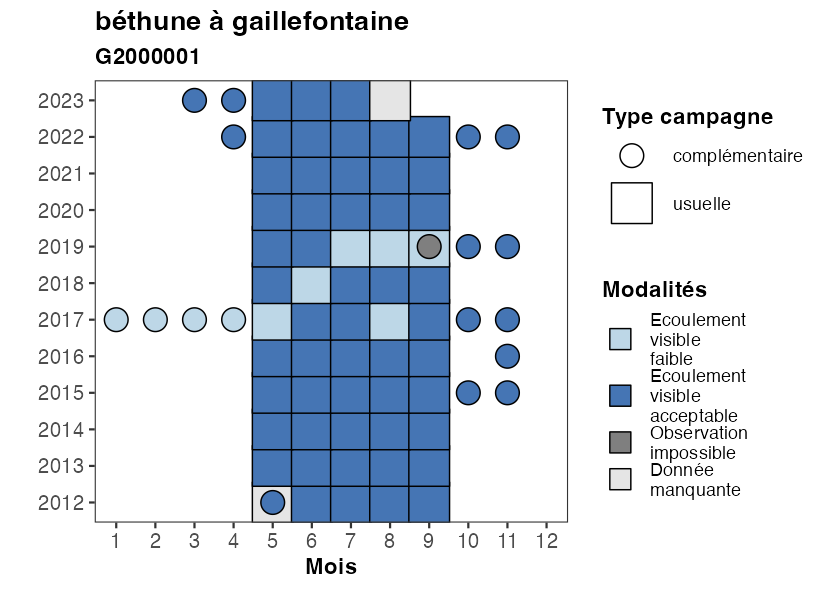 béthune à gaillefontaine
G2000001
2023
2022
2021
2020
2019
2018
2017
2016
2015
2014
2013
2012
1 2 3 4 5 6 7 8 9 10 11 12
Mois
Type campagne
complémentaire
usuelle
Modalités
Ecoulement
visible
faible
Ecoulement
visible
acceptable
Observation
impossible
Donnée
manquante